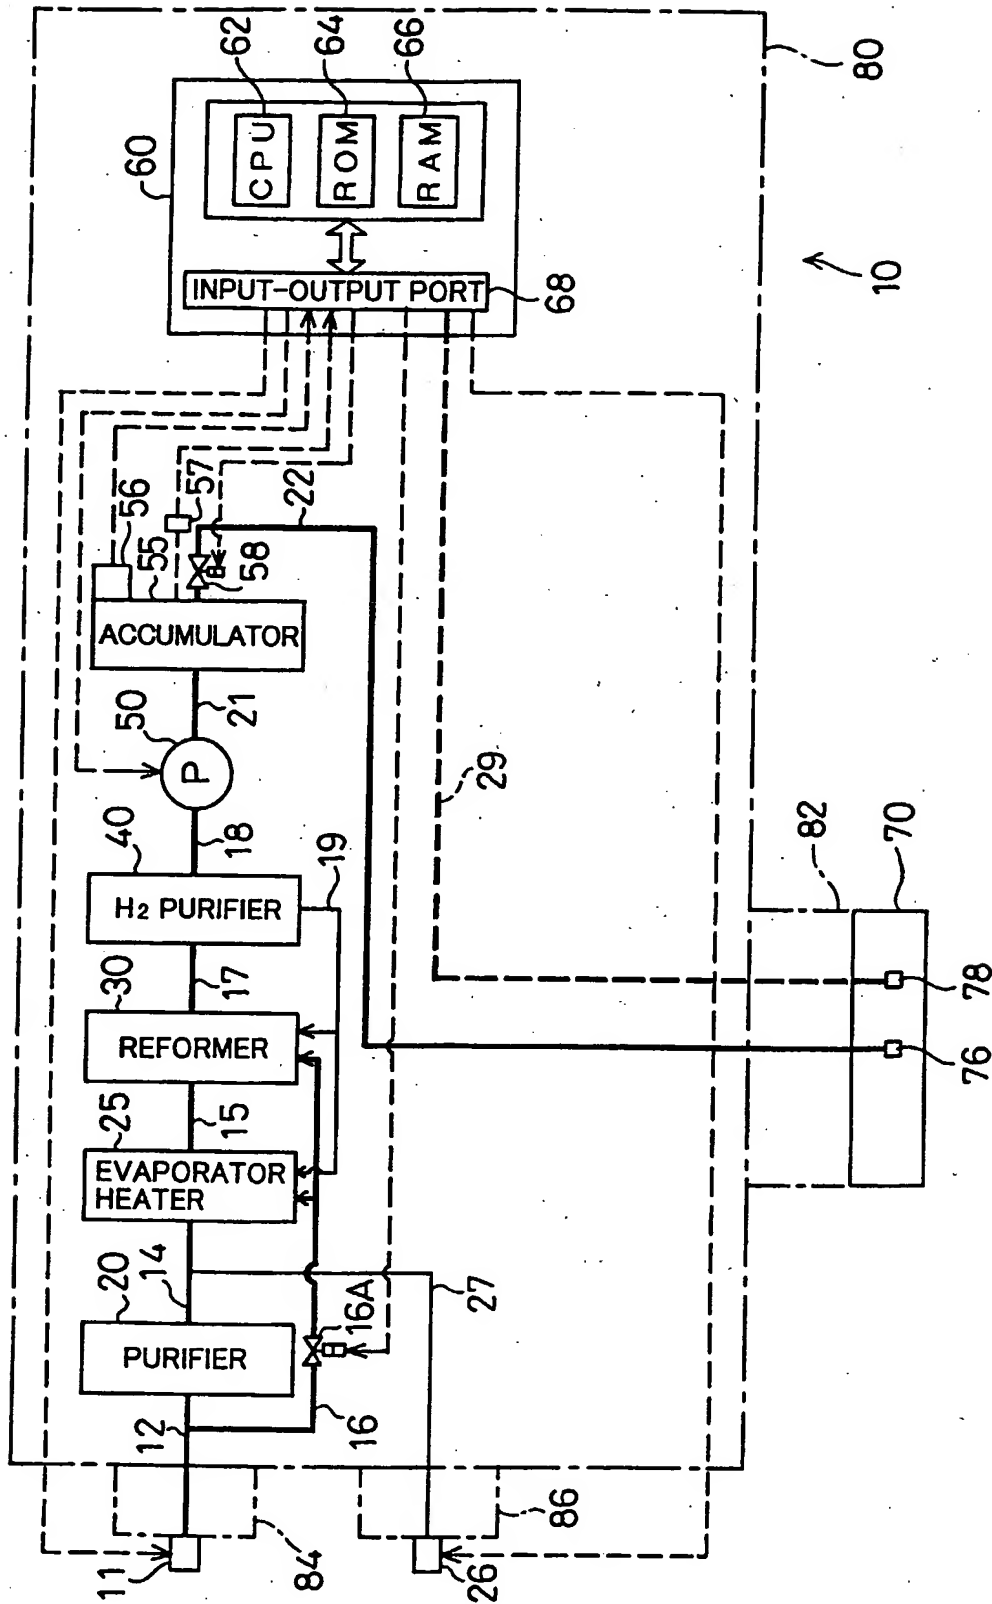 60
62
64
66
CPU
ROM
RAM
INPUT-OUTPUT PORT
68
80
10
56
55
57
58
22
ACCUMULATOR
21
50
P
18
40
H2 PURIFIER
19
17
30
REFORMER
15
25
EVAPORATOR
HEATER
14
20
PURIFIER
12
16
16A
27
29
82
70
78
76
11
84
86
26